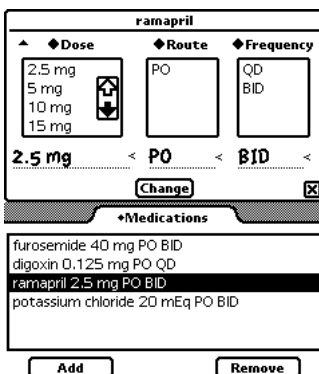 ramapril
Dose Route Frequency
2.5 mg PO QD
5 mg BID
10 mg
15 mg
2.5 mg < PO < BID <
Change
Medications
furosemide 40 mg PO BID
digoxin 0.125 mg PO QD
ramapril 2.5 mg PO BID
potassium chloride 20 mEq PO BID
Add Remove